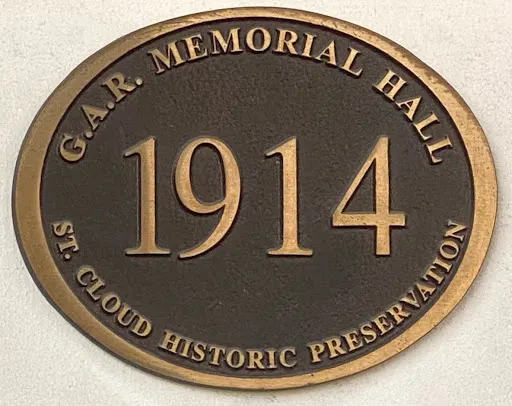 G.A.R. MEMORIAL HALL
1914
ST. CLOUD HISTORIC PRESERVATION